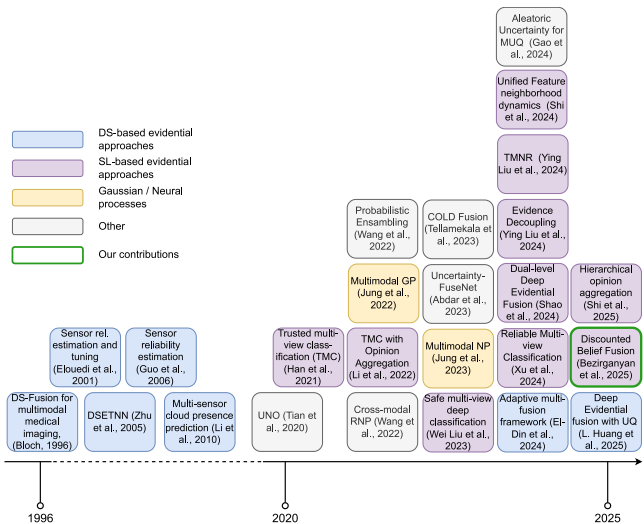 Aleatoric
Uncertainty for
MUQ (Gao et al.,
2024)
Unified Feature
neighborhood
dynamics (Shi
et al., 2024)
TMNR (Ying
Liu et al., 2024)
DS-based evidential
approaches
SL-based evidential
approaches
Gaussian / Neural
processes
Other
Our contributions
Probabilistic
Ensambling
(Wang et al.,
2022)
COLD Fusion
(Tellamekala et
al., 2023)
Evidence
Decoupling
(Ying Liu et al.,
2024)
Multimodal GP
(Jung et al.,
2022)
Uncertainty-
FuseNet
(Abdar et al.,
2023)
Dual-level Deep
Evidential
Fusion (Shao et
al., 2024)
Hierarchical
opinion
aggregation
(Shi et al.,
2025)
Sensor rel.
estimation and
tuning
(Elouedi et al.,
2001)
Sensor
reliability
estimation
(Guo et al.,
2006)
Trusted multi-
view class-
ification (TMC)
(Han et al.,
2021)
TMC with
Opinion
Aggregation
(Li et al., 2022)
Multimodal NP
(Jung et al.,
2023)
Reliable Multi-
view
Classification
(Xu et al.,
2024)
Discounted
Belief Fusion
(Bezirganyan
et al., 2025)
DS-Fusion for
multimodal
medical
imaging,
(Bloch, 1996)
DSETNN (Zhu
et al., 2005)
Multi-sensor
cloud presence
prediction (Li et
al., 2010)
UNO (Tian et
al., 2020)
Cross-modal
RNP (Wang et
al., 2022)
Safe multi-view
deep
classification
(Wei Liu et al.,
2023)
Adaptive multi-
fusion
framework (El-
Din et al., 2024)
Deep
Evidential
fusion with UQ
(L. Huang et
al., 2025)
1996
2020
2025